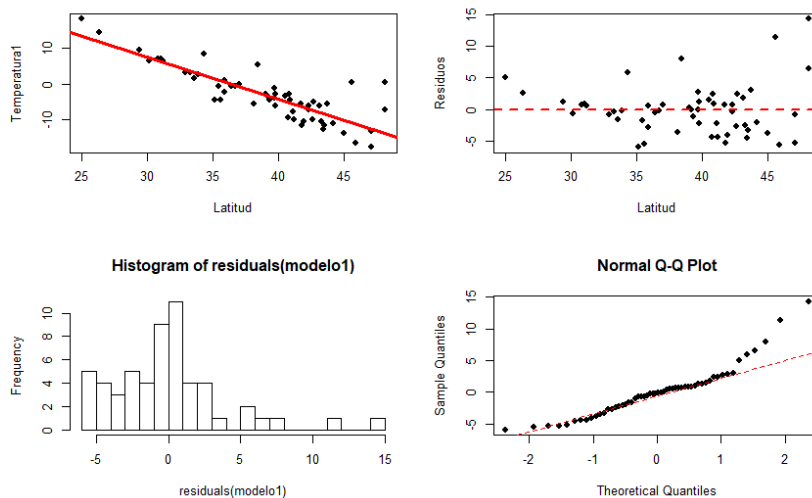 Temperatura1
10
0
-10
25 30 35 40 45
Latitud
Residuos
15
10
5
0
-5
25 30 35 40 45
Latitud
Histogram of residuals(modelo1)
Frequency
10
8
6
4
2
0
-5 0 5 10 15
residuals(modelo1)
Normal Q-Q Plot
Sample Quantiles
15
10
5
0
-5
-2 -1 0 1 2
Theoretical Quantiles